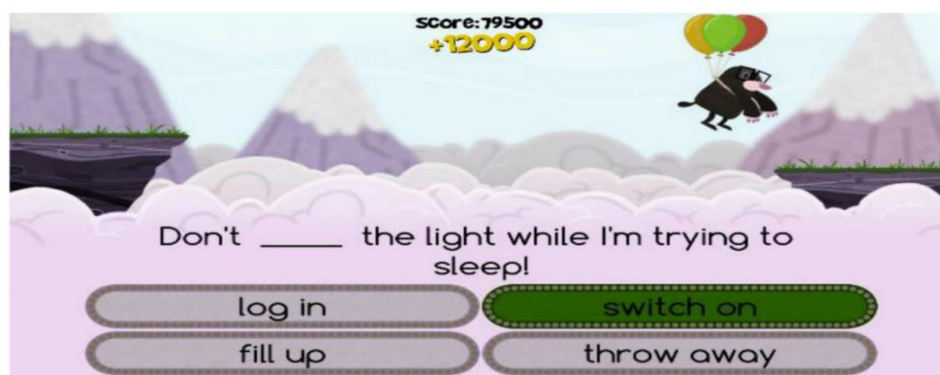 score:79500
+12000
Don't _____ the light while I'm trying to
sleep!
log in
switch on
fill up
throw away